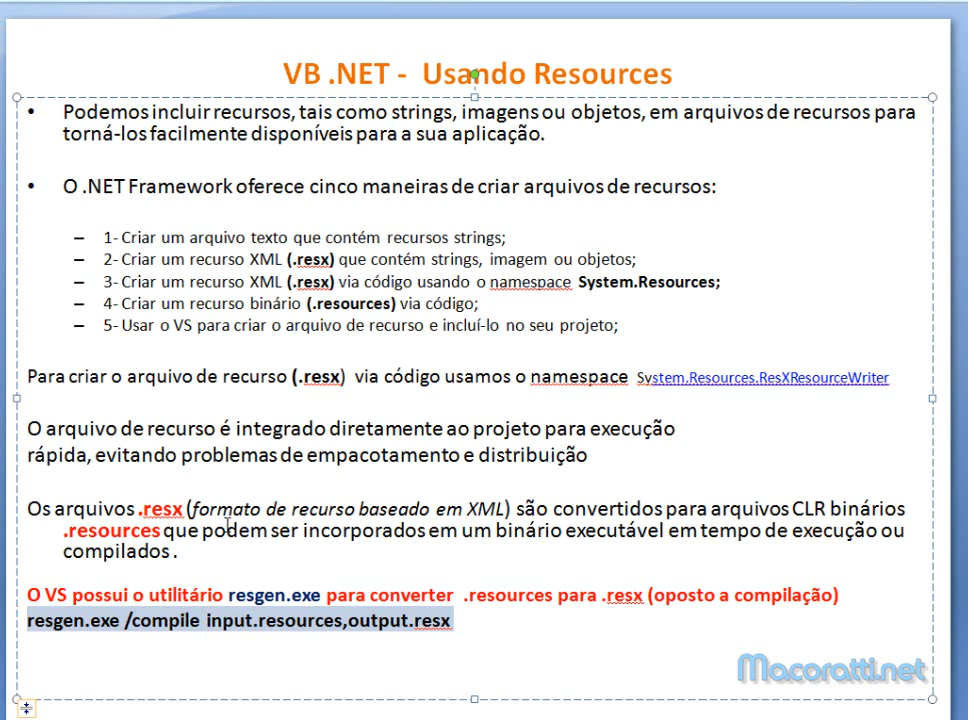 VB .NET - Usando Resources
• Podemos incluir recursos, tais como strings, imagens ou objetos, em arquivos de recursos para
torná-los facilmente disponíveis para a sua aplicação.
• O .NET Framework oferece cinco maneiras de criar arquivos de recursos:
– 1- Criar um arquivo texto que contém recursos strings;
– 2- Criar um recurso XML (.resx) que contém strings, imagem ou objetos;
– 3- Criar um recurso XML (.resx) via código usando o namespace System.Resources;
– 4- Criar um recurso binário (.resources) via código;
– 5- Usar o VS para criar o arquivo de recurso e incluí-lo no seu projeto;
Para criar o arquivo de recurso (.resx) via código usamos o namespace System.Resources.ResXResourceWriter
O arquivo de recurso é integrado diretamente ao projeto para execução
rápida, evitando problemas de empacotamento e distribuição
Os arquivos .resx (formato de recurso baseado em XML) são convertidos para arquivos CLR binários
.resources que podem ser incorporados em um binário executável em tempo de execução ou
compilados .
O VS possui o utilitário resgen.exe para converter .resources para .resx (oposto a compilação)
resgen.exe /compile input.resources,output.resx
Macoratti.net